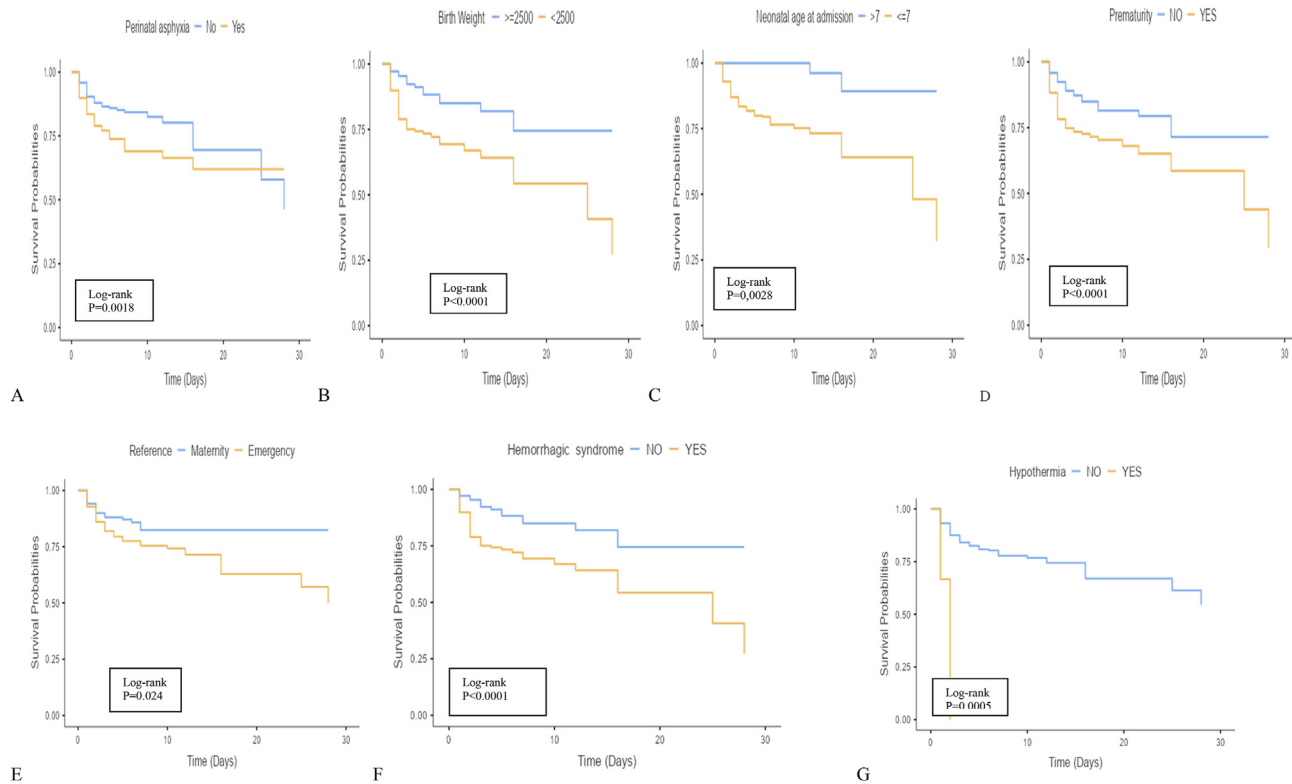 Perinatal asphyxia No Yes
Survival Probabilities
1.00
0.75
0.50
0.25
0.00
Log-rank
P=0.0018
0 10 20 30
Time (Days)
A
Birth Weight >=2500 <2500
Survival Probabilities
1.00
0.75
0.50
0.25
0.00
Log-rank
P<0.0001
0 10 20 30
Time (Days)
B
Neonatal age at admission >7 <=7
Survival Probabilities
1.00
0.75
0.50
0.25
0.00
Log-rank
P=0,0028
0 10 20 30
Time (Days)
C
Prematurity NO YES
Survival Probabilities
1.00
0.75
0.50
0.25
0.00
Log-rank
P<0.0001
0 10 20 30
Time (Days)
D
Reference Maternity Emergency
Survival Probabilities
1.00
0.75
0.50
0.25
0.00
Log-rank
P=0.024
0 10 20 30
Time (Days)
E
Hemorrhagic syndrome NO YES
Survival Probabilities
1.00
0.75
0.50
0.25
0.00
Log-rank
P<0.0001
0 10 20 30
Time (Days)
F
Hypothermia NO YES
Survival Probabilities
1.00
0.75
0.50
0.25
0.00
Log-rank
P=0.0005
0 10 20 30
Time (Days)
G